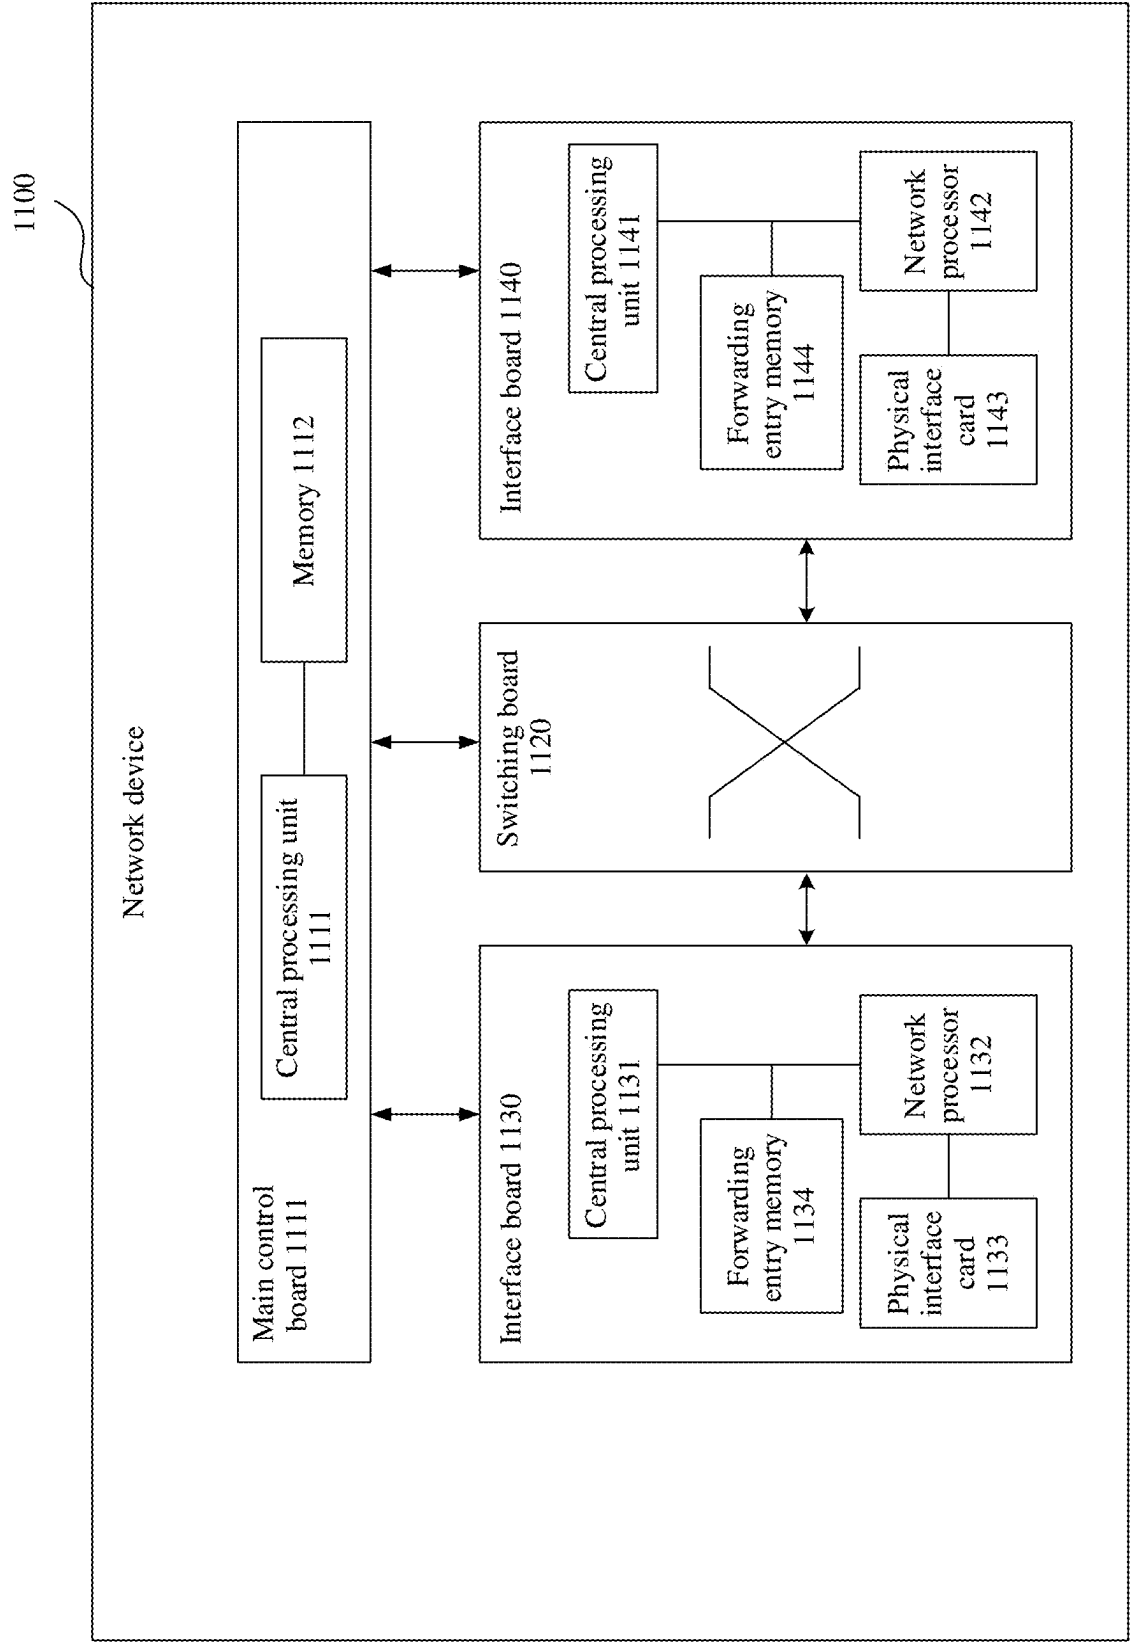 1100
Network device
Main control
board 1111
Central processing unit
1111
Memory 1112
Interface board 1130
Central processing
unit 1131
Forwarding
entry memory
1134
Physical
interface
card
1133
Network
processor
1132
Switching board
1120
Interface board 1140
Central processing
unit 1141
Forwarding
entry memory
1144
Physical
interface
card
1143
Network
processor
1142